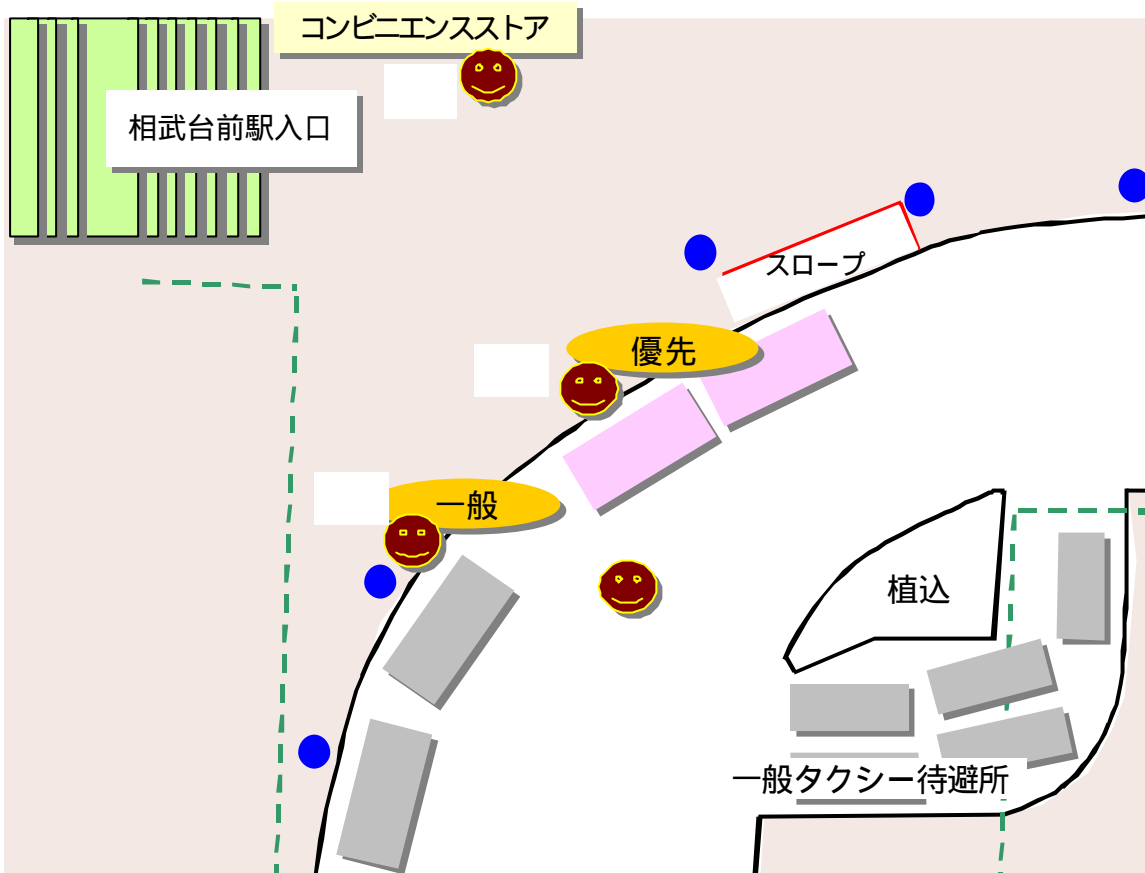 コンビニエンスストア
相武台前駅入口
スロープ
優先
一般
植込
一般タクシー待避所